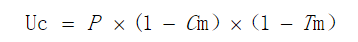 Uc = P × (1 − Cm) × (1 − Tm)